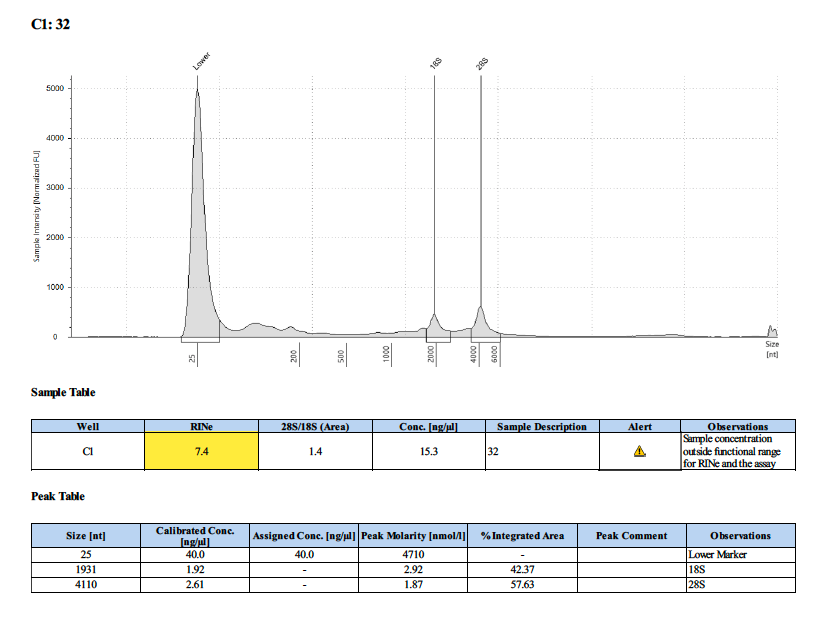 C1: 32
Lower
18S
28S
Sample Intensity [Normalized FU]
5000
4000
3000
2000
1000
0
25
200
500
1000
2000
4000
6000
Size
[nt]
Sample Table
Well RINe 28S/18S (Area) Conc. [ng/µl] Sample Description Alert Observations
C1 7.4 1.4 15.3 32 Sample concentration
outside functional range
for RINe and the assay
Peak Table
Size [nt] Calibrated Conc. [ng/µl] Assigned Conc. [ng/µl] Peak Molarity [nmol/l] % Integrated Area Peak Comment Observations
25 40.0 40.0 4710 - Lower Marker
1931 1.92 - 2.92 42.37 18S
4110 2.61 - 1.87 57.63 28S